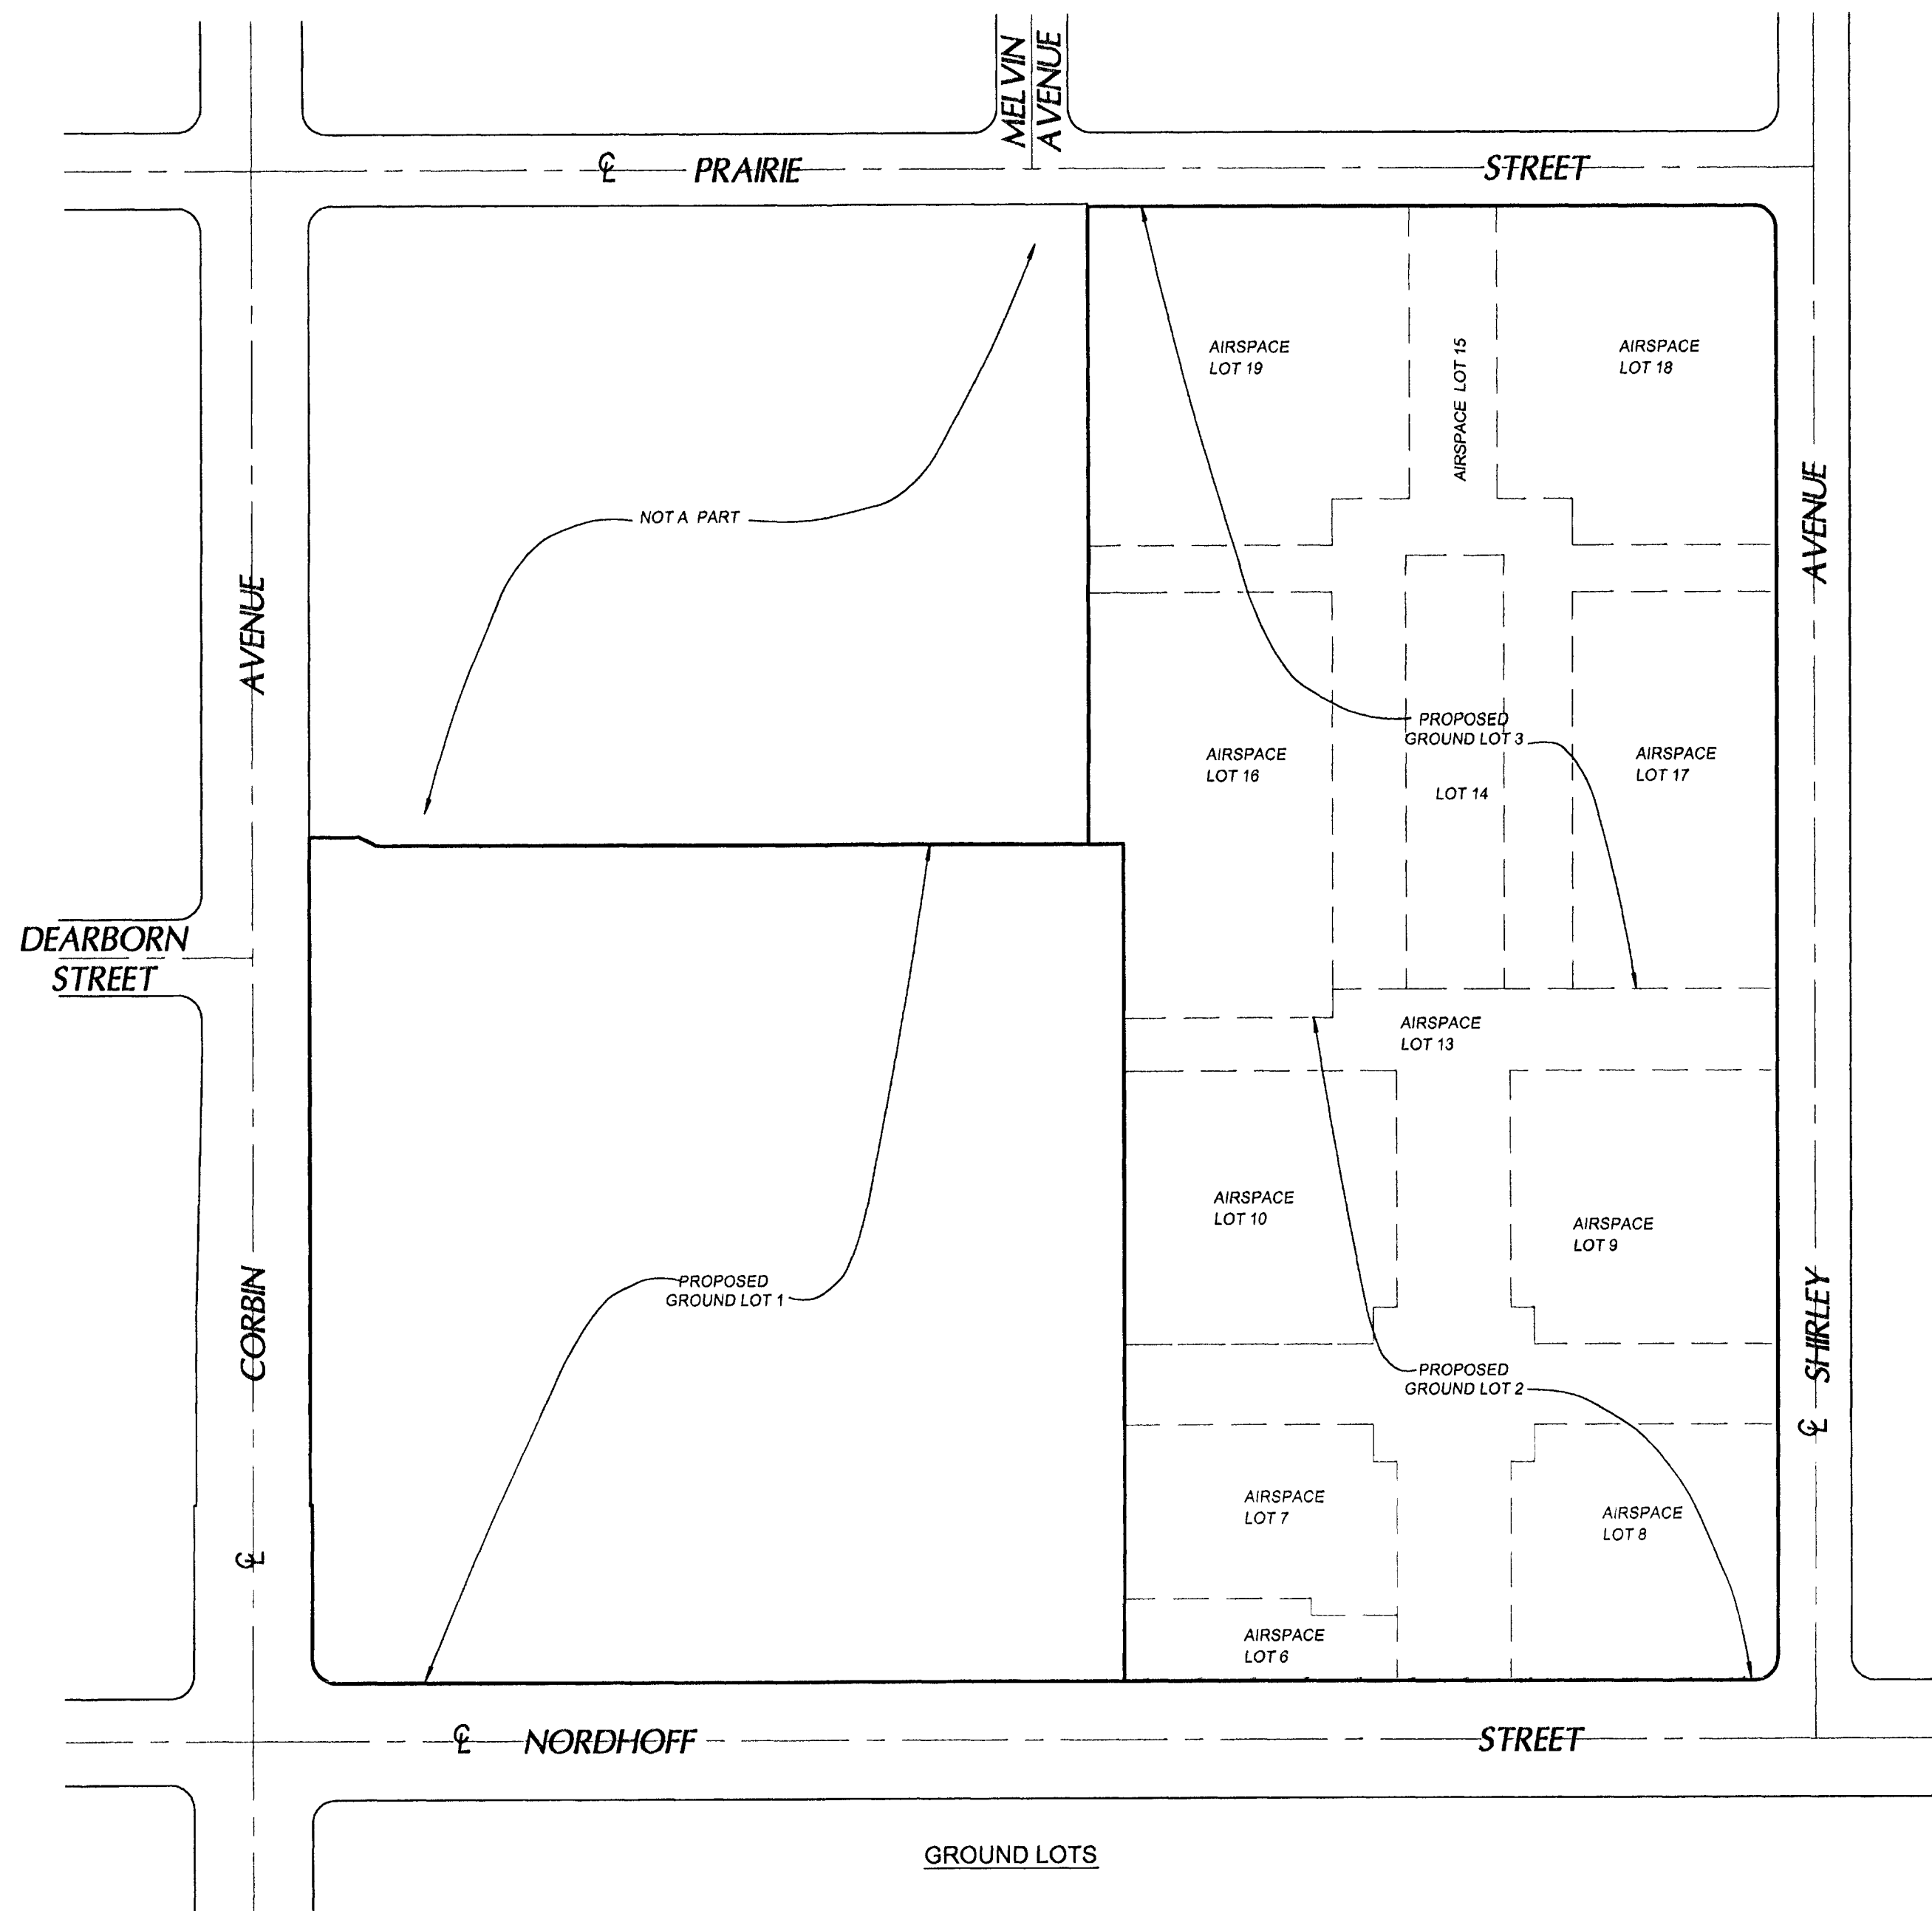 MELVIN
AVENUE
℄ PRAIRIE STREET
AIRSPACE
LOT 19
AIRSPACE LOT 15
AIRSPACE
LOT 18
NOT A PART
AVENUE
AVENUE
PROPOSED
GROUND LOT 3
AIRSPACE
LOT 16
AIRSPACE
LOT 17
LOT 14
DEARBORN
STREET
AIRSPACE
LOT 13
AIRSPACE
LOT 10
AIRSPACE
LOT 9
PROPOSED
GROUND LOT 1
℄ CORBIN
℄ SHIRLEY
PROPOSED
GROUND LOT 2
AIRSPACE
LOT 7
AIRSPACE
LOT 8
AIRSPACE
LOT 6
℄ NORDHOFF STREET
GROUND LOTS